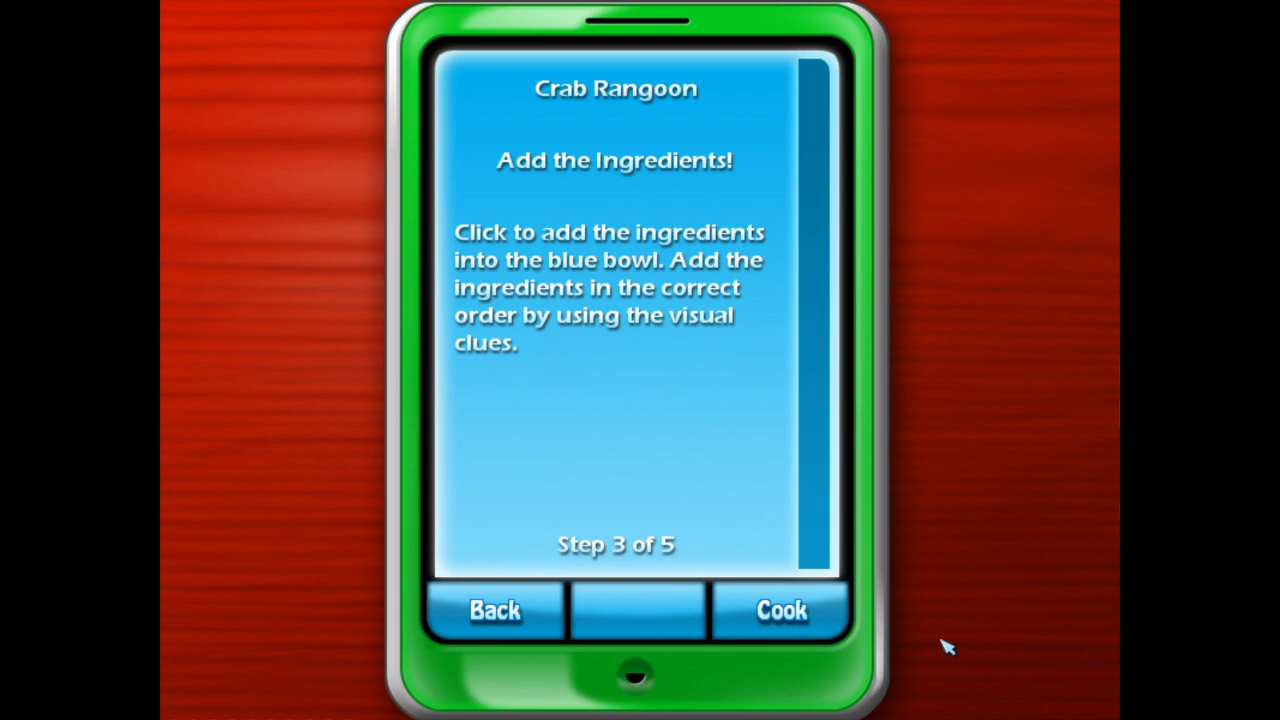 Crab Rangoon
Add the Ingredients!
Click to add the ingredients
into the blue bowl. Add the
ingredients in the correct
order by using the visual
clues.
Step 3 of 5
Back
Cook